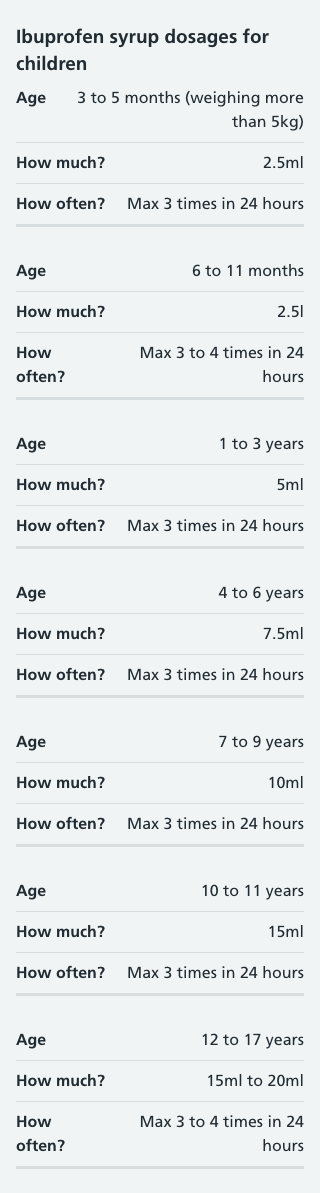 Ibuprofen syrup dosages for
children
Age 3 to 5 months (weighing more
than 5kg)
How much? 2.5ml
How often? Max 3 times in 24 hours
Age 6 to 11 months
How much? 2.5l
How Max 3 to 4 times in 24
often? hours
Age 1 to 3 years
How much? 5ml
How often? Max 3 times in 24 hours
Age 4 to 6 years
How much? 7.5ml
How often? Max 3 times in 24 hours
Age 7 to 9 years
How much? 10ml
How often? Max 3 times in 24 hours
Age 10 to 11 years
How much? 15ml
How often? Max 3 times in 24 hours
Age 12 to 17 years
How much? 15ml to 20ml
How Max 3 to 4 times in 24
often? hours